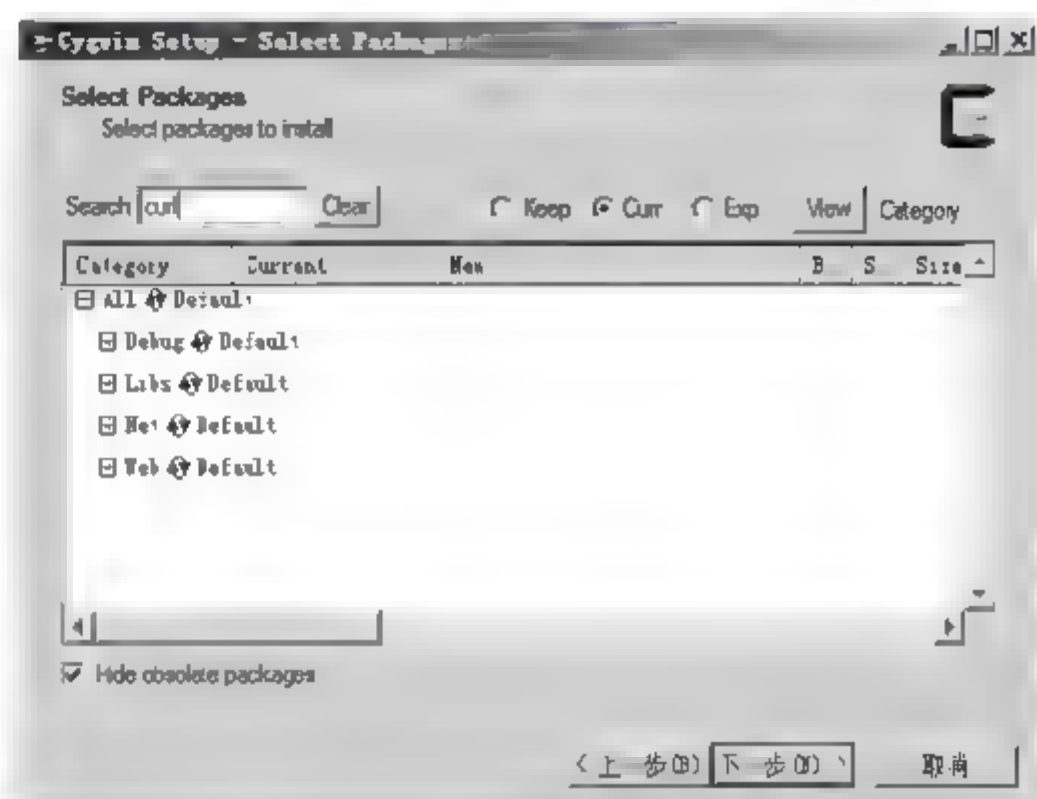 Cygwin Setup - Select Packages
Select Packages
Select packages to install
Search curl Clear Keep Curr Exp View Category
Category Current New B... S... Size
All Default
Debug Default
Libs Default
Net Default
Web Default
Hide obsolete packages
< 上一步(B) 下一步(N) > 取消